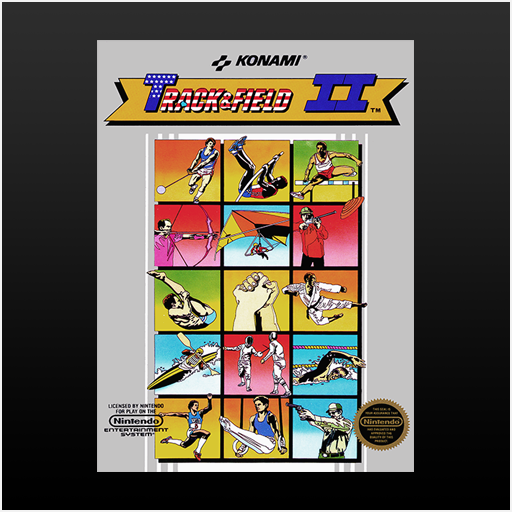 KONAMI®
TRACK & FIELD II ™
LICENSED BY NINTENDO
FOR PLAY ON THE
Nintendo
ENTERTAINMENT
SYSTEM™
Nintendo